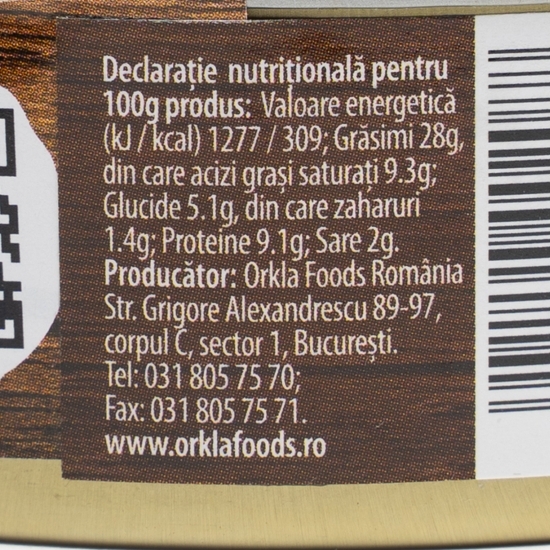 Declarație nutrițională pentru
100g produs: Valoare energetică
(kJ / kcal) 1277 / 309; Grăsimi 28g,
din care acizi grași saturați 9.3g;
Glucide 5.1g, din care zaharuri
1.4g; Proteine 9.1g; Sare 2g.
Producător: Orkla Foods România
Str. Grigore Alexandrescu 89-97,
corpul C, sector 1, București.
Tel: 031 805 75 70;
Fax: 031 805 75 71.
www.orklafoods.ro